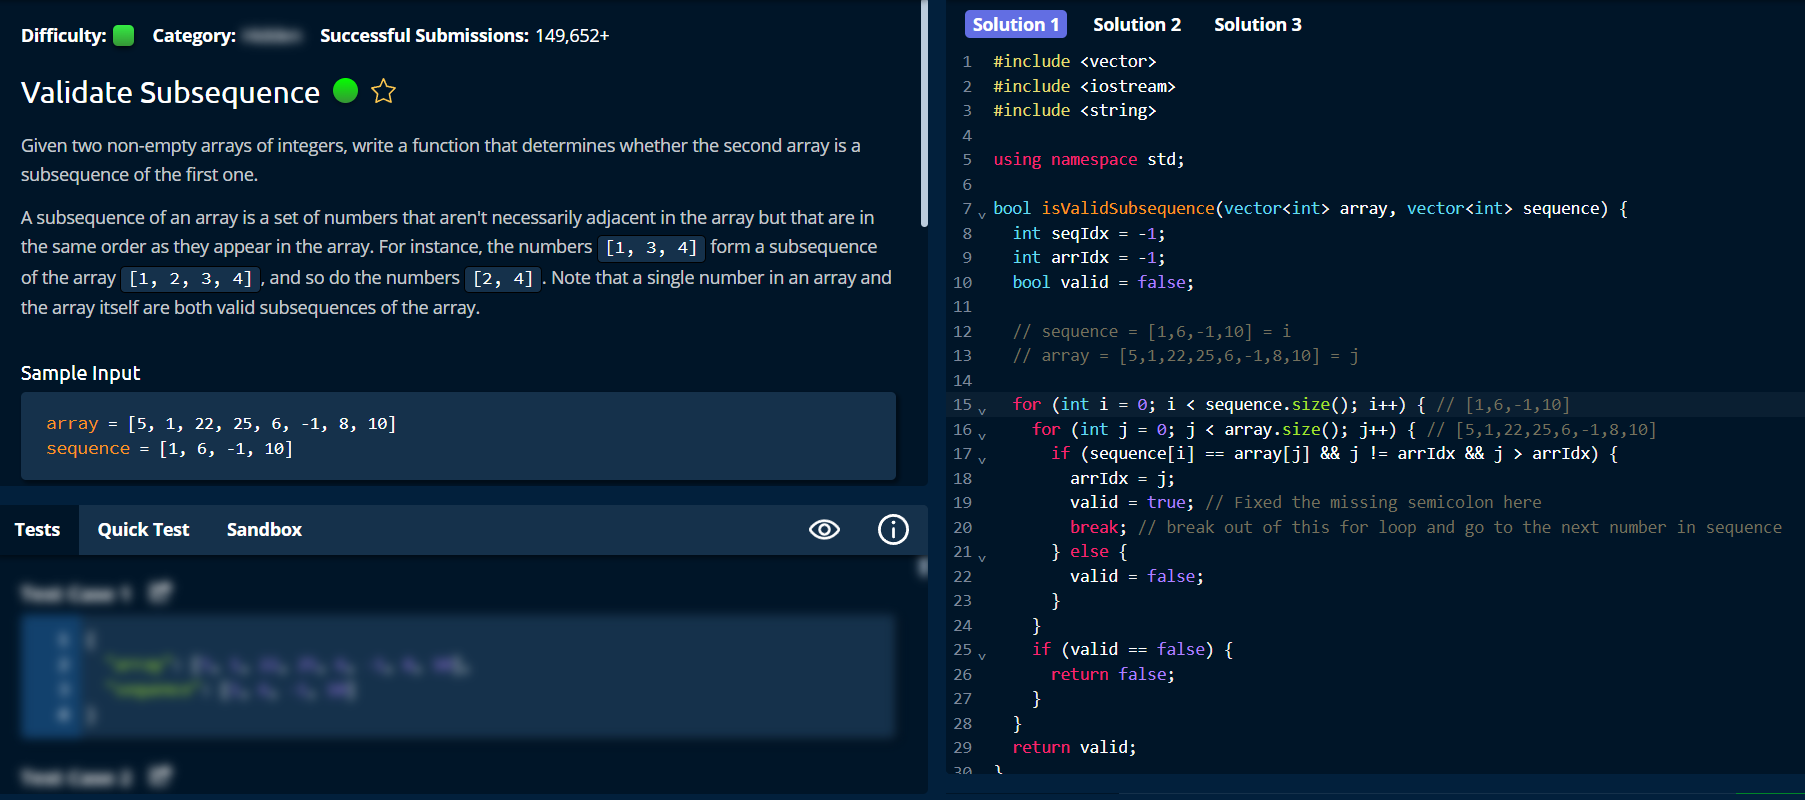 Difficulty: Category: Successful Submissions: 149,652+
Validate Subsequence
Given two non-empty arrays of integers, write a function that determines whether the second array is a
subsequence of the first one.
A subsequence of an array is a set of numbers that aren't necessarily adjacent in the array but that are in
the same order as they appear in the array. For instance, the numbers [1, 3, 4] form a subsequence
of the array [1, 2, 3, 4] , and so do the numbers [2, 4] . Note that a single number in an array and
the array itself are both valid subsequences of the array.
Sample Input
array = [5, 1, 22, 25, 6, -1, 8, 10]
sequence = [1, 6, -1, 10]
Tests Quick Test Sandbox
Test Case 1
Test Case 2
Solution 1 Solution 2 Solution 3
1 #include <vector>
2 #include <iostream>
3 #include <string>
4
5 using namespace std;
6
7 bool isValidSubsequence(vector<int> array, vector<int> sequence) {
8 int seqIdx = -1;
9 int arrIdx = -1;
10 bool valid = false;
11
12 // sequence = [1,6,-1,10] = i
13 // array = [5,1,22,25,6,-1,8,10] = j
14
15 for (int i = 0; i < sequence.size(); i++) { // [1,6,-1,10]
16 for (int j = 0; j < array.size(); j++) { // [5,1,22,25,6,-1,8,10]
17 if (sequence[i] == array[j] && j != arrIdx && j > arrIdx) {
18 arrIdx = j;
19 valid = true; // Fixed the missing semicolon here
20 break; // break out of this for loop and go to the next number in sequence
21 } else {
22 valid = false;
23 }
24 }
25 if (valid == false) {
26 return false;
27 }
28 }
29 return valid;
30 }